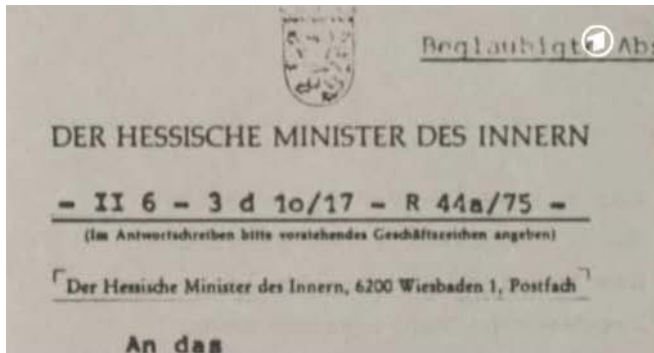 Beglaubigte Abs
DER HESSISCHE MINISTER DES INNERN
- II 6 - 3 d 1o/17 - R 44a/75 -
(Im Antwortschreiben bitte vorstehendes Geschäftszeichen angeben)
Der Hessische Minister des Innern, 6200 Wiesbaden 1, Postfach
An das